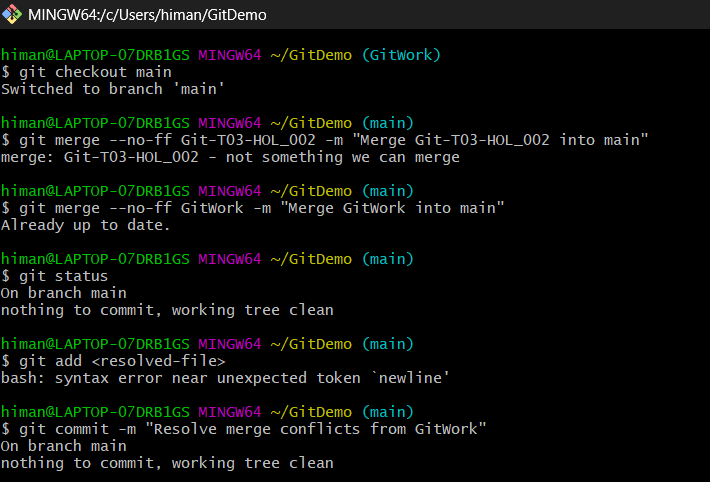 MINGW64:/c/Users/himan/GitDemo
himan@LAPTOP-07DRB1GS MINGW64 ~/GitDemo (GitWork)
$ git checkout main
Switched to branch 'main'
himan@LAPTOP-07DRB1GS MINGW64 ~/GitDemo (main)
$ git merge --no-ff Git-T03-HOL_002 -m "Merge Git-T03-HOL_002 into main"
merge: Git-T03-HOL_002 - not something we can merge
himan@LAPTOP-07DRB1GS MINGW64 ~/GitDemo (main)
$ git merge --no-ff GitWork -m "Merge GitWork into main"
Already up to date.
himan@LAPTOP-07DRB1GS MINGW64 ~/GitDemo (main)
$ git status
On branch main
nothing to commit, working tree clean
himan@LAPTOP-07DRB1GS MINGW64 ~/GitDemo (main)
$ git add <resolved-file>
bash: syntax error near unexpected token `newline'
himan@LAPTOP-07DRB1GS MINGW64 ~/GitDemo (main)
$ git commit -m "Resolve merge conflicts from GitWork"
On branch main
nothing to commit, working tree clean